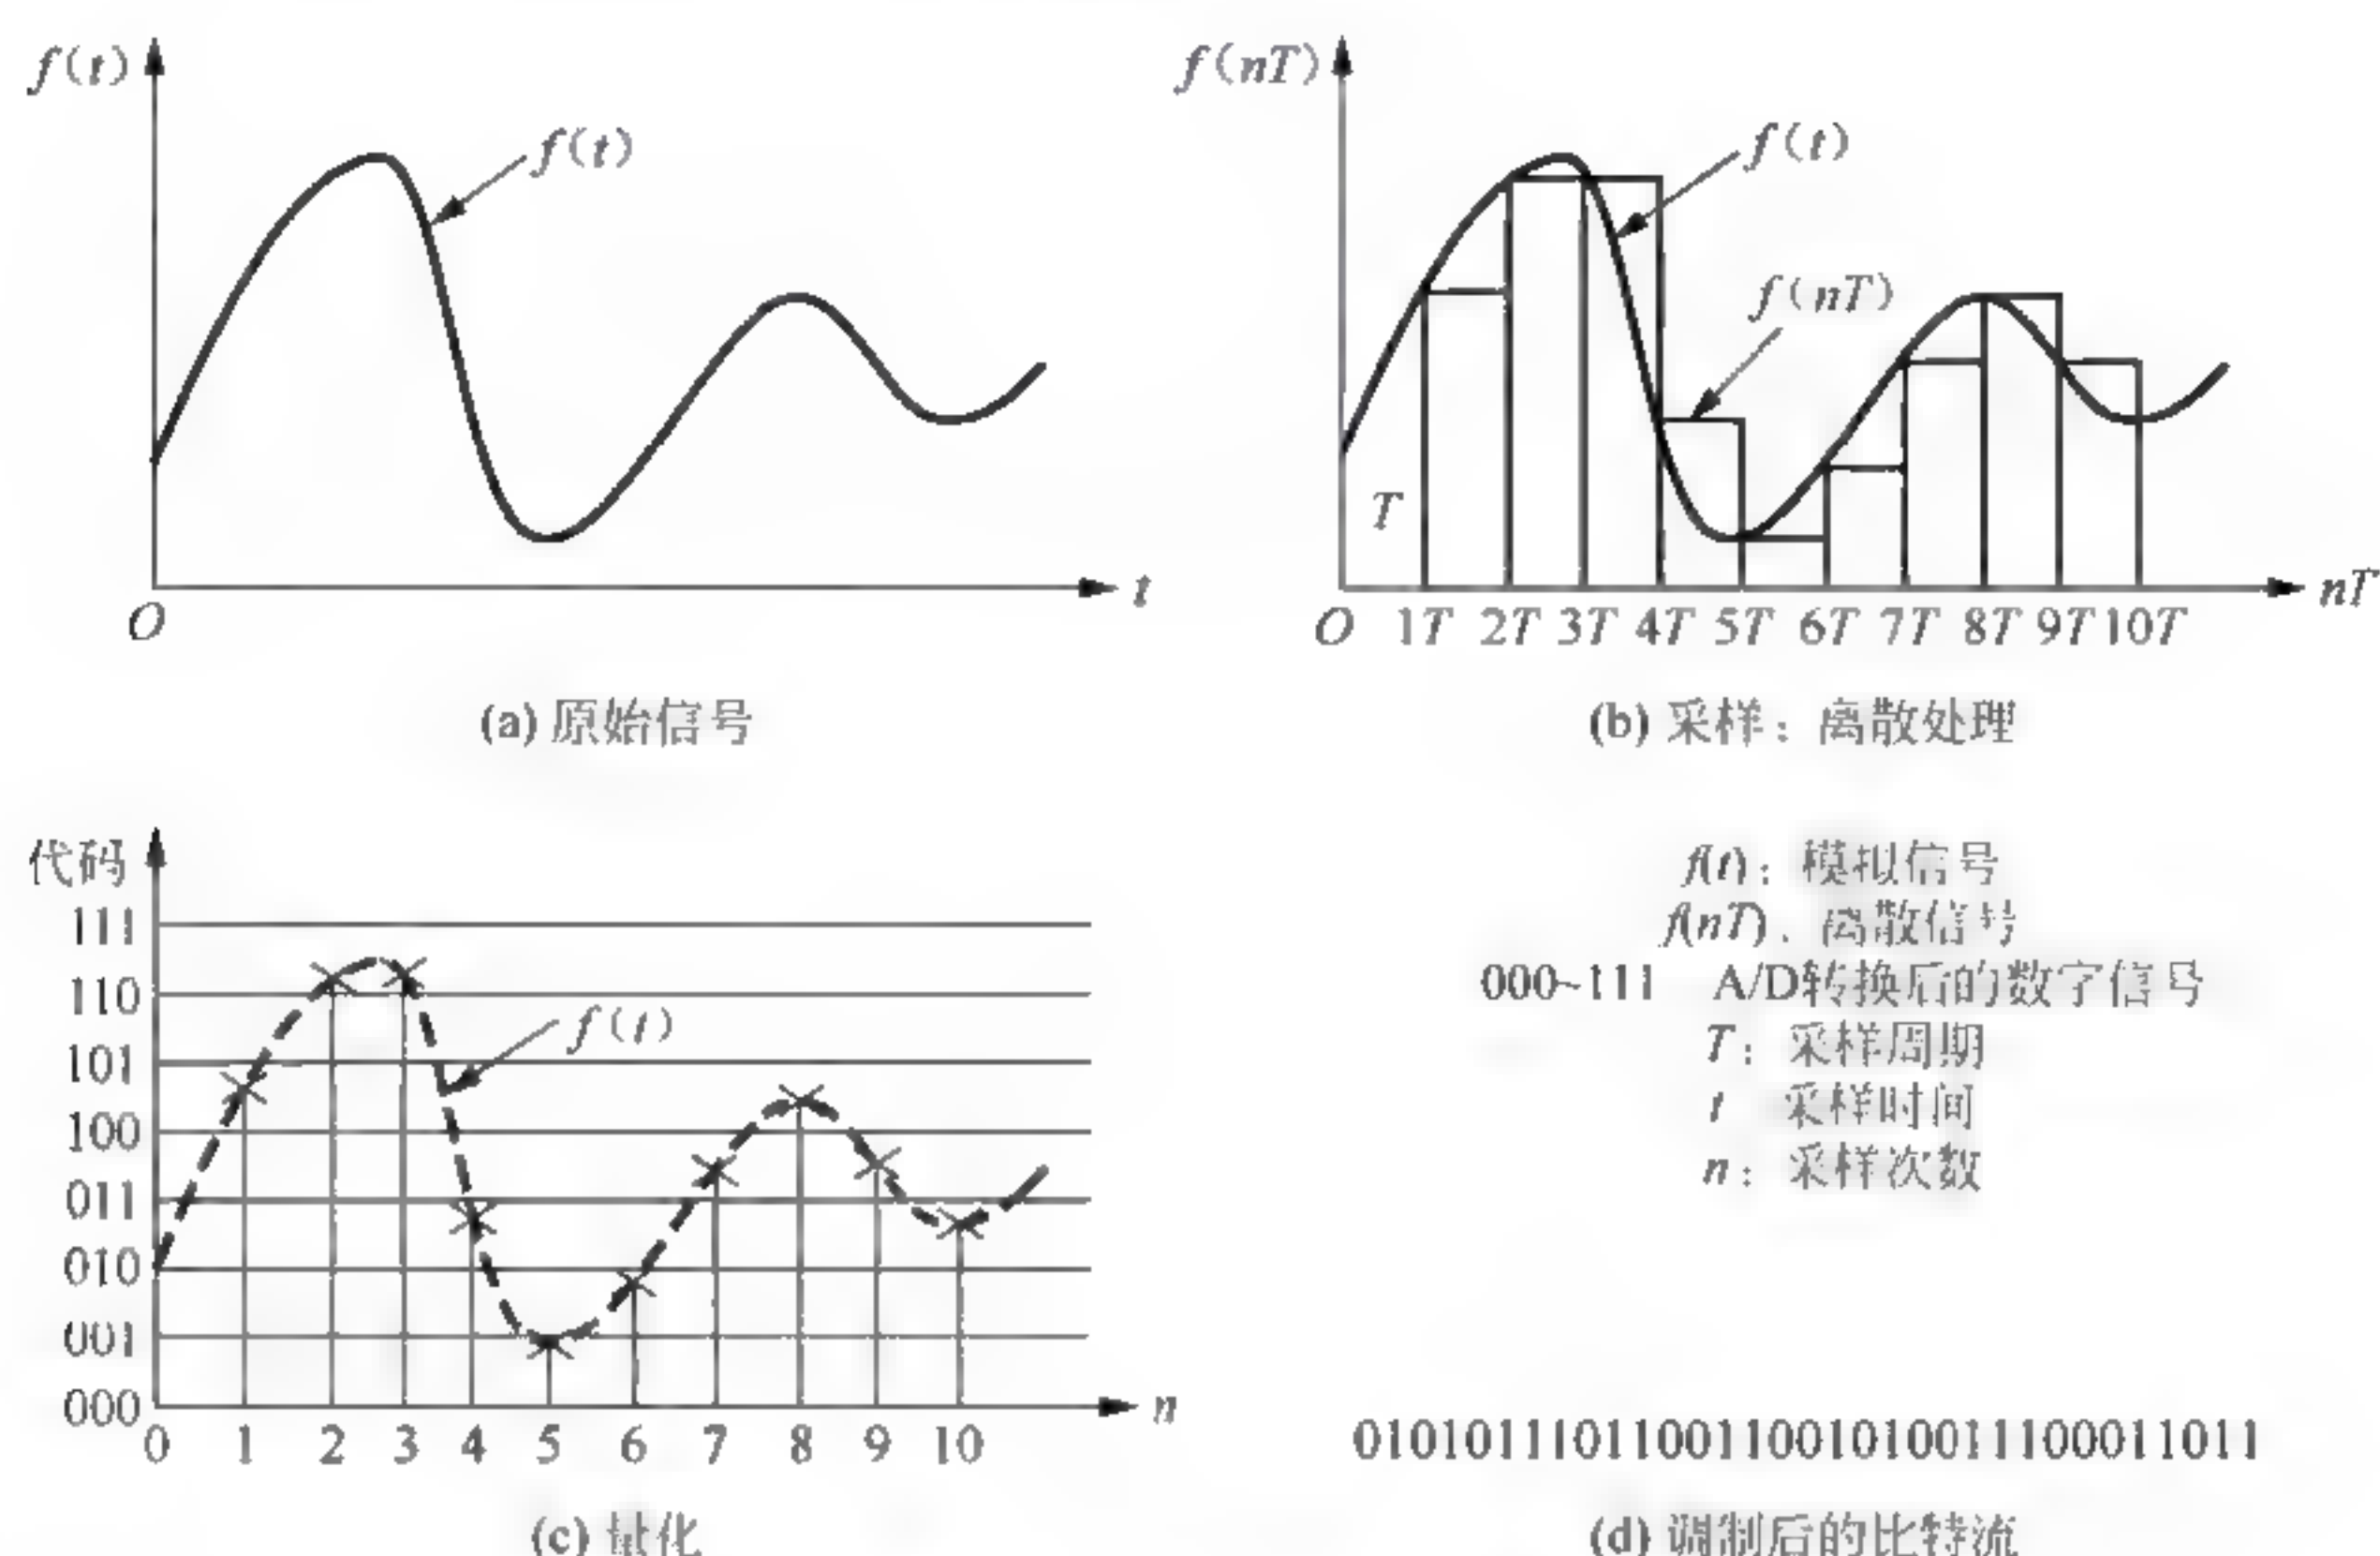 f(t)
f(t)
O
t
(a) 原始信号
f(nT)
f(t)
f(nT)
T
O 1T 2T 3T 4T 5T 6T 7T 8T 9T 10T
nT
(b) 采样：离散处理
代码
111
110
101
100
011
010
001
000
f(t)
0 1 2 3 4 5 6 7 8 9 10
n
(c) 量化
f(t)：模拟信号
f(nT)：离散信号
000~111 A/D转换后的数字信号
T：采样周期
t 采样时间
n：采样次数
010101110110011001010011100011011
(d) 调制后的比特流